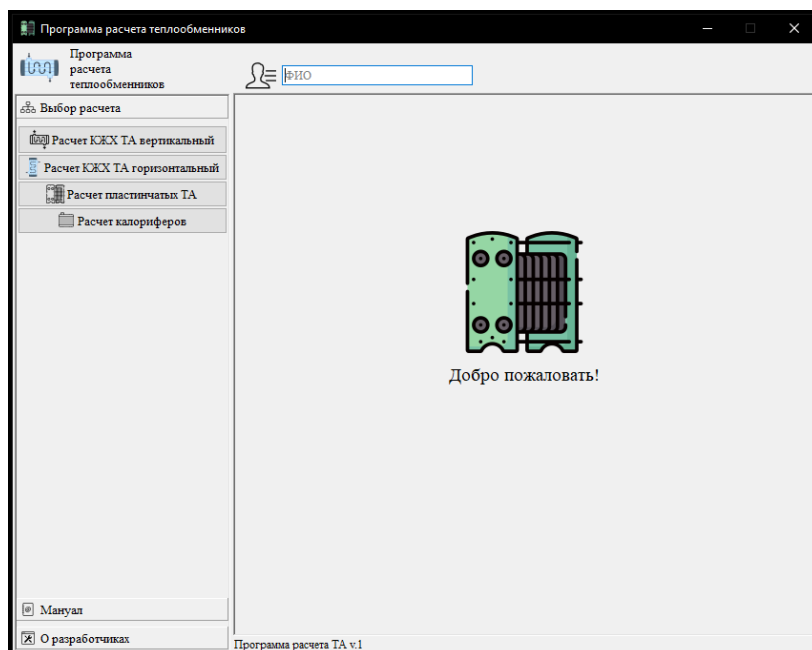 Программа расчета теплообменников
Программа
расчета
теплообменников
ФИО
Выбор расчета
Расчет КЖХ ТА вертикальный
Расчет КЖХ ТА горизонтальный
Расчет пластинчатых ТА
Расчет калориферов
Добро пожаловать!
Мануал
О разработчиках
Программа расчета ТА v.1